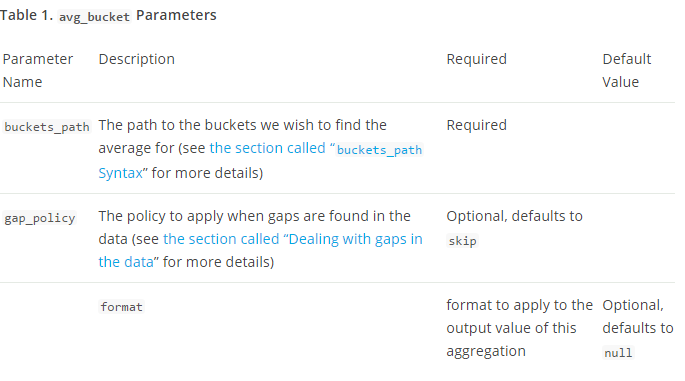 Table 1. avg_bucket Parameters
Parameter Name Description Required Default Value
buckets_path The path to the buckets we wish to find the average for (see the section called “buckets_path Syntax” for more details) Required
gap_policy The policy to apply when gaps are found in the data (see the section called “Dealing with gaps in the data” for more details) Optional, defaults to skip
format format to apply to the output value of this aggregation Optional, defaults to null